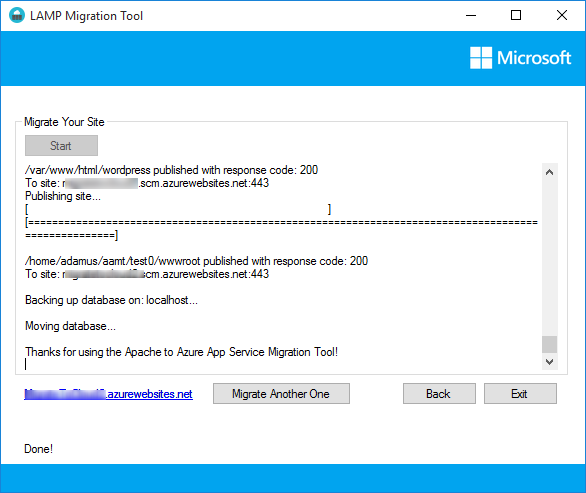 LAMP Migration Tool
Microsoft
Migrate Your Site
Start
/var/www/html/wordpress published with response code: 200
To site: .scm.azurewebsites.net:443
Publishing site...
[ ]
[=======================================================================================
===============]
/home/adamus/aamt/test0/wwwroot published with response code: 200
To site: .scm.azurewebsites.net:443
Backing up database on: localhost...
Moving database...
Thanks for using the Apache to Azure App Service Migration Tool!
.azurewebsites.net
Migrate Another One
Back
Exit
Done!